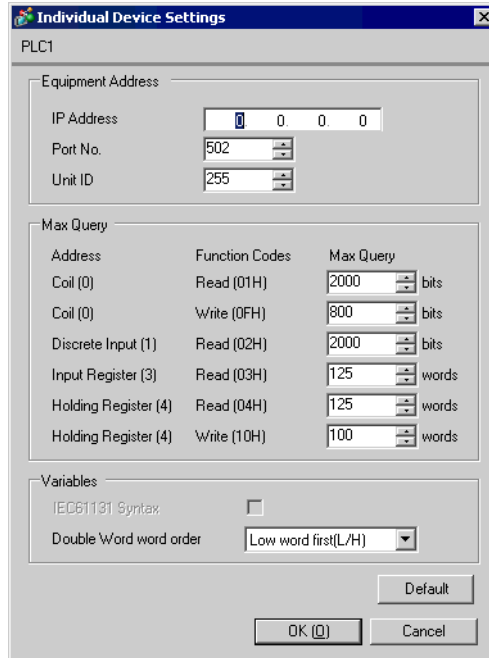 Individual Device Settings
PLC1
Equipment Address
IP Address 0. 0. 0. 0
Port No. 502
Unit ID 255
Max Query
Address Function Codes Max Query
Coil (0) Read (01H) 2000 bits
Coil (0) Write (0FH) 800 bits
Discrete Input (1) Read (02H) 2000 bits
Input Register (3) Read (03H) 125 words
Holding Register (4) Read (04H) 125 words
Holding Register (4) Write (10H) 100 words
Variables
IEC61131 Syntax
Double Word word order Low word first(L/H)
Default
OK (O) Cancel